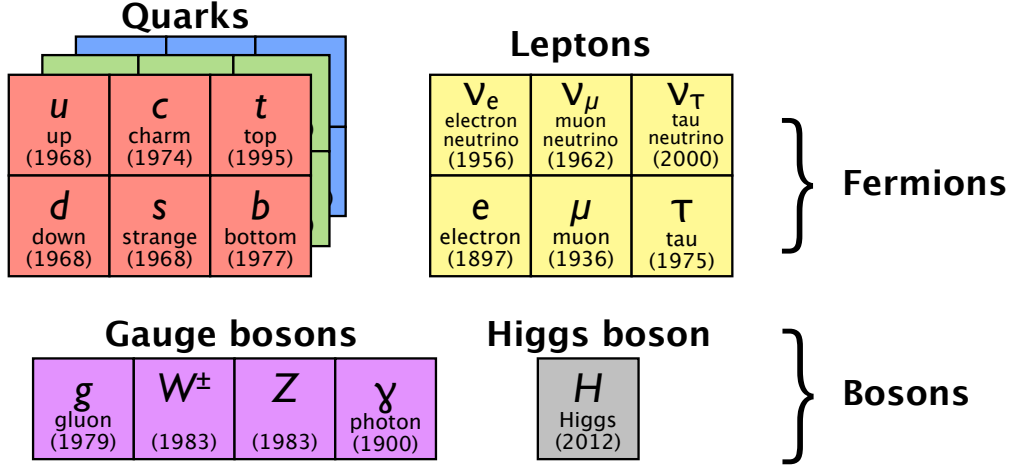 Quarks
Leptons
u c t
up charm top
(1968) (1974) (1995)
d s b
down strange bottom
(1968) (1968) (1977)
νe νμ ντ
electron muon tau
neutrino neutrino neutrino
(1956) (1962) (2000)
e μ τ
electron muon tau
(1897) (1936) (1975)
Fermions
Gauge bosons
Higgs boson
g W± Z γ
gluon photon
(1979) (1983) (1983) (1900)
H
Higgs
(2012)
Bosons